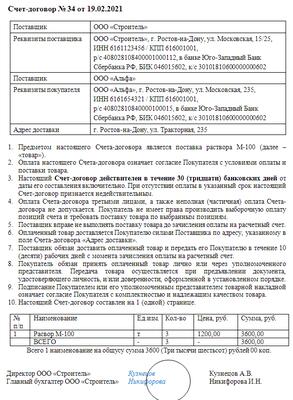 Счет-договор № 34 от 19.02.2021
Поставщик ООО «Строитель»
Реквизиты поставщика ООО «Строитель», г. Ростов-на-Дону, ул. Московская, 15/25,
ИНН 6161123456 / КПП 616001001,
р/с 40802810840000100112, в банке Юго-Западный Банк
Сбербанка РФ, БИК 046015602, к/с 30101810600000000602
Поставщик ООО «Альфа»
Реквизиты покупателя ООО «Альфа», г. Ростов-на-Дону, ул. Московская, 235,
ИНН 6161654321 / КПП 616001001,
р/с 40802810840000100015, в банке Юго-Западный Банк
Сбербанка РФ, БИК 046015602, к/с 30101810600000000602
Адрес доставки г. Ростов-на-Дону, ул. Тракторная, 235
1. Предметом настоящего Счета-договора является поставка раствора М-100 (далее –
«товар»).
2. Оплата настоящего Счета-договора означает согласие Покупателя с условиями оплаты и
поставки товара.
3. Настоящий Счет-договор действителен в течение 30 (тридцати) банковских дней от
даты его составления включительно. При отсутствии оплаты в указанный срок настоящий
Счет-договор признается недействительным.
4. Оплата Счета-договора третьими лицами, а также неполная (частичная) оплата Счета-
договора не допускается. Покупатель не имеет права производить выборочную оплату
позиций счета и требовать поставку товара по выбранным позициям.
5. Поставщик вправе не выполнять поставку товара до зачисления оплаты на расчетный счет.
6. Оплаченный товар доставляется силами Поставщика по адресу, указанному в
поле Счета-договора «Адрес доставки».
7. Поставщик обязан доставить оплаченный товар и передать его Покупателю в течение 10
(десяти) рабочих дней с момента зачисления оплаты на расчетный счет.
8. Покупатель обязан принять оплаченный товар лично или через уполномоченного
представителя. Передача товара осуществляется при предъявлении документа,
удостоверяющего личность, и или доверенности, оформленной в установленном порядке.
9. Подписание Покупателем или его уполномоченным представителем товарной накладной
означает согласие Покупателя с комплектностью и надлежащим качеством товара.
10. Настоящий Счет-договор составлен на 1 (одной) странице.
№ п/п Наименование Ед.изм. Кол-во Цена, руб. Сумма, руб.
1 Раствор М-100 т 3 1200,00 3600,00
ВСЕГО - 3 - 3600,00
Всего 1 наименование на общую сумму 3600 (Три тысячи шестьсот) рублей 00 коп.
Директор ООО «Строитель» Кузнецов Кузнецов А.В.
Главный бухгалтер ООО «Строитель» Никифорова Никифорова И.Н.